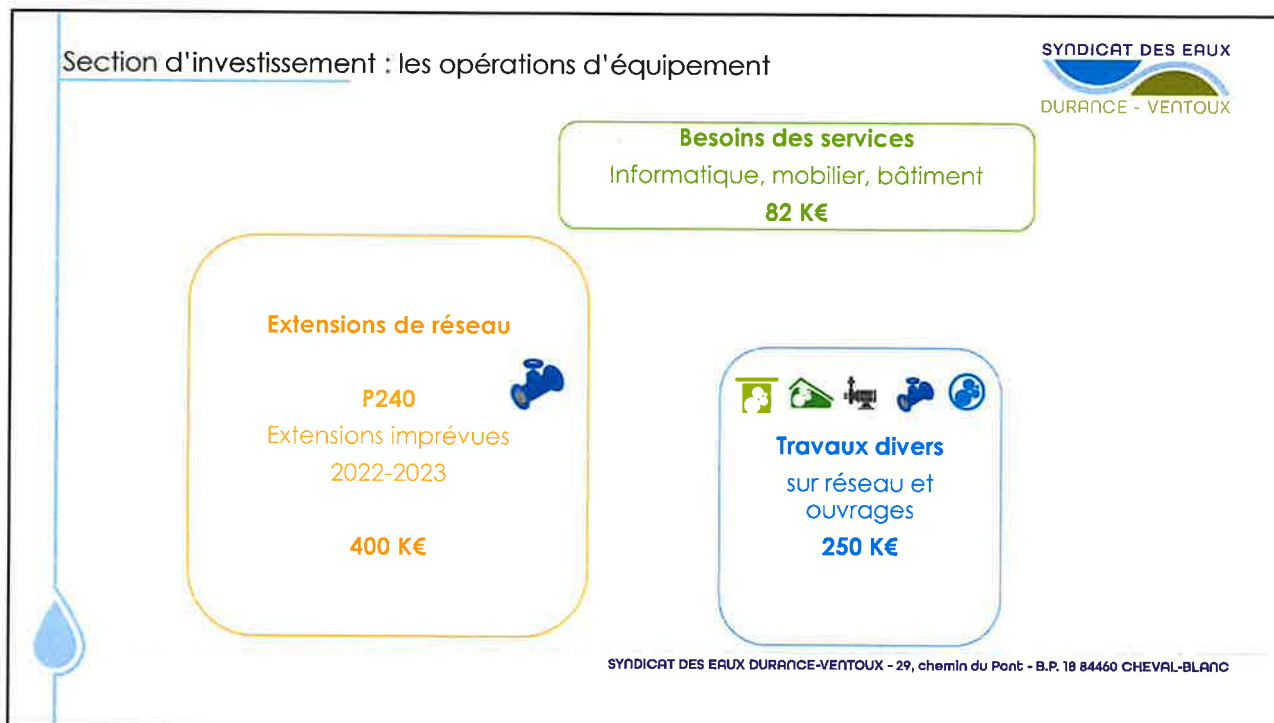 Section d'investissement : les opérations d'équipement
SYNDICAT DES EAUX
DURANCE - VENTOUX
Besoins des services
Informatique, mobilier, bâtiment
82 K€
Extensions de réseau
P240
Extensions imprévues
2022-2023
400 K€
Travaux divers
sur réseau et
ouvrages
250 K€
SYNDICAT DES EAUX DURANCE-VENTOUX - 29, chemin du Pont - B.P. 18 84460 CHEVAL-BLANC